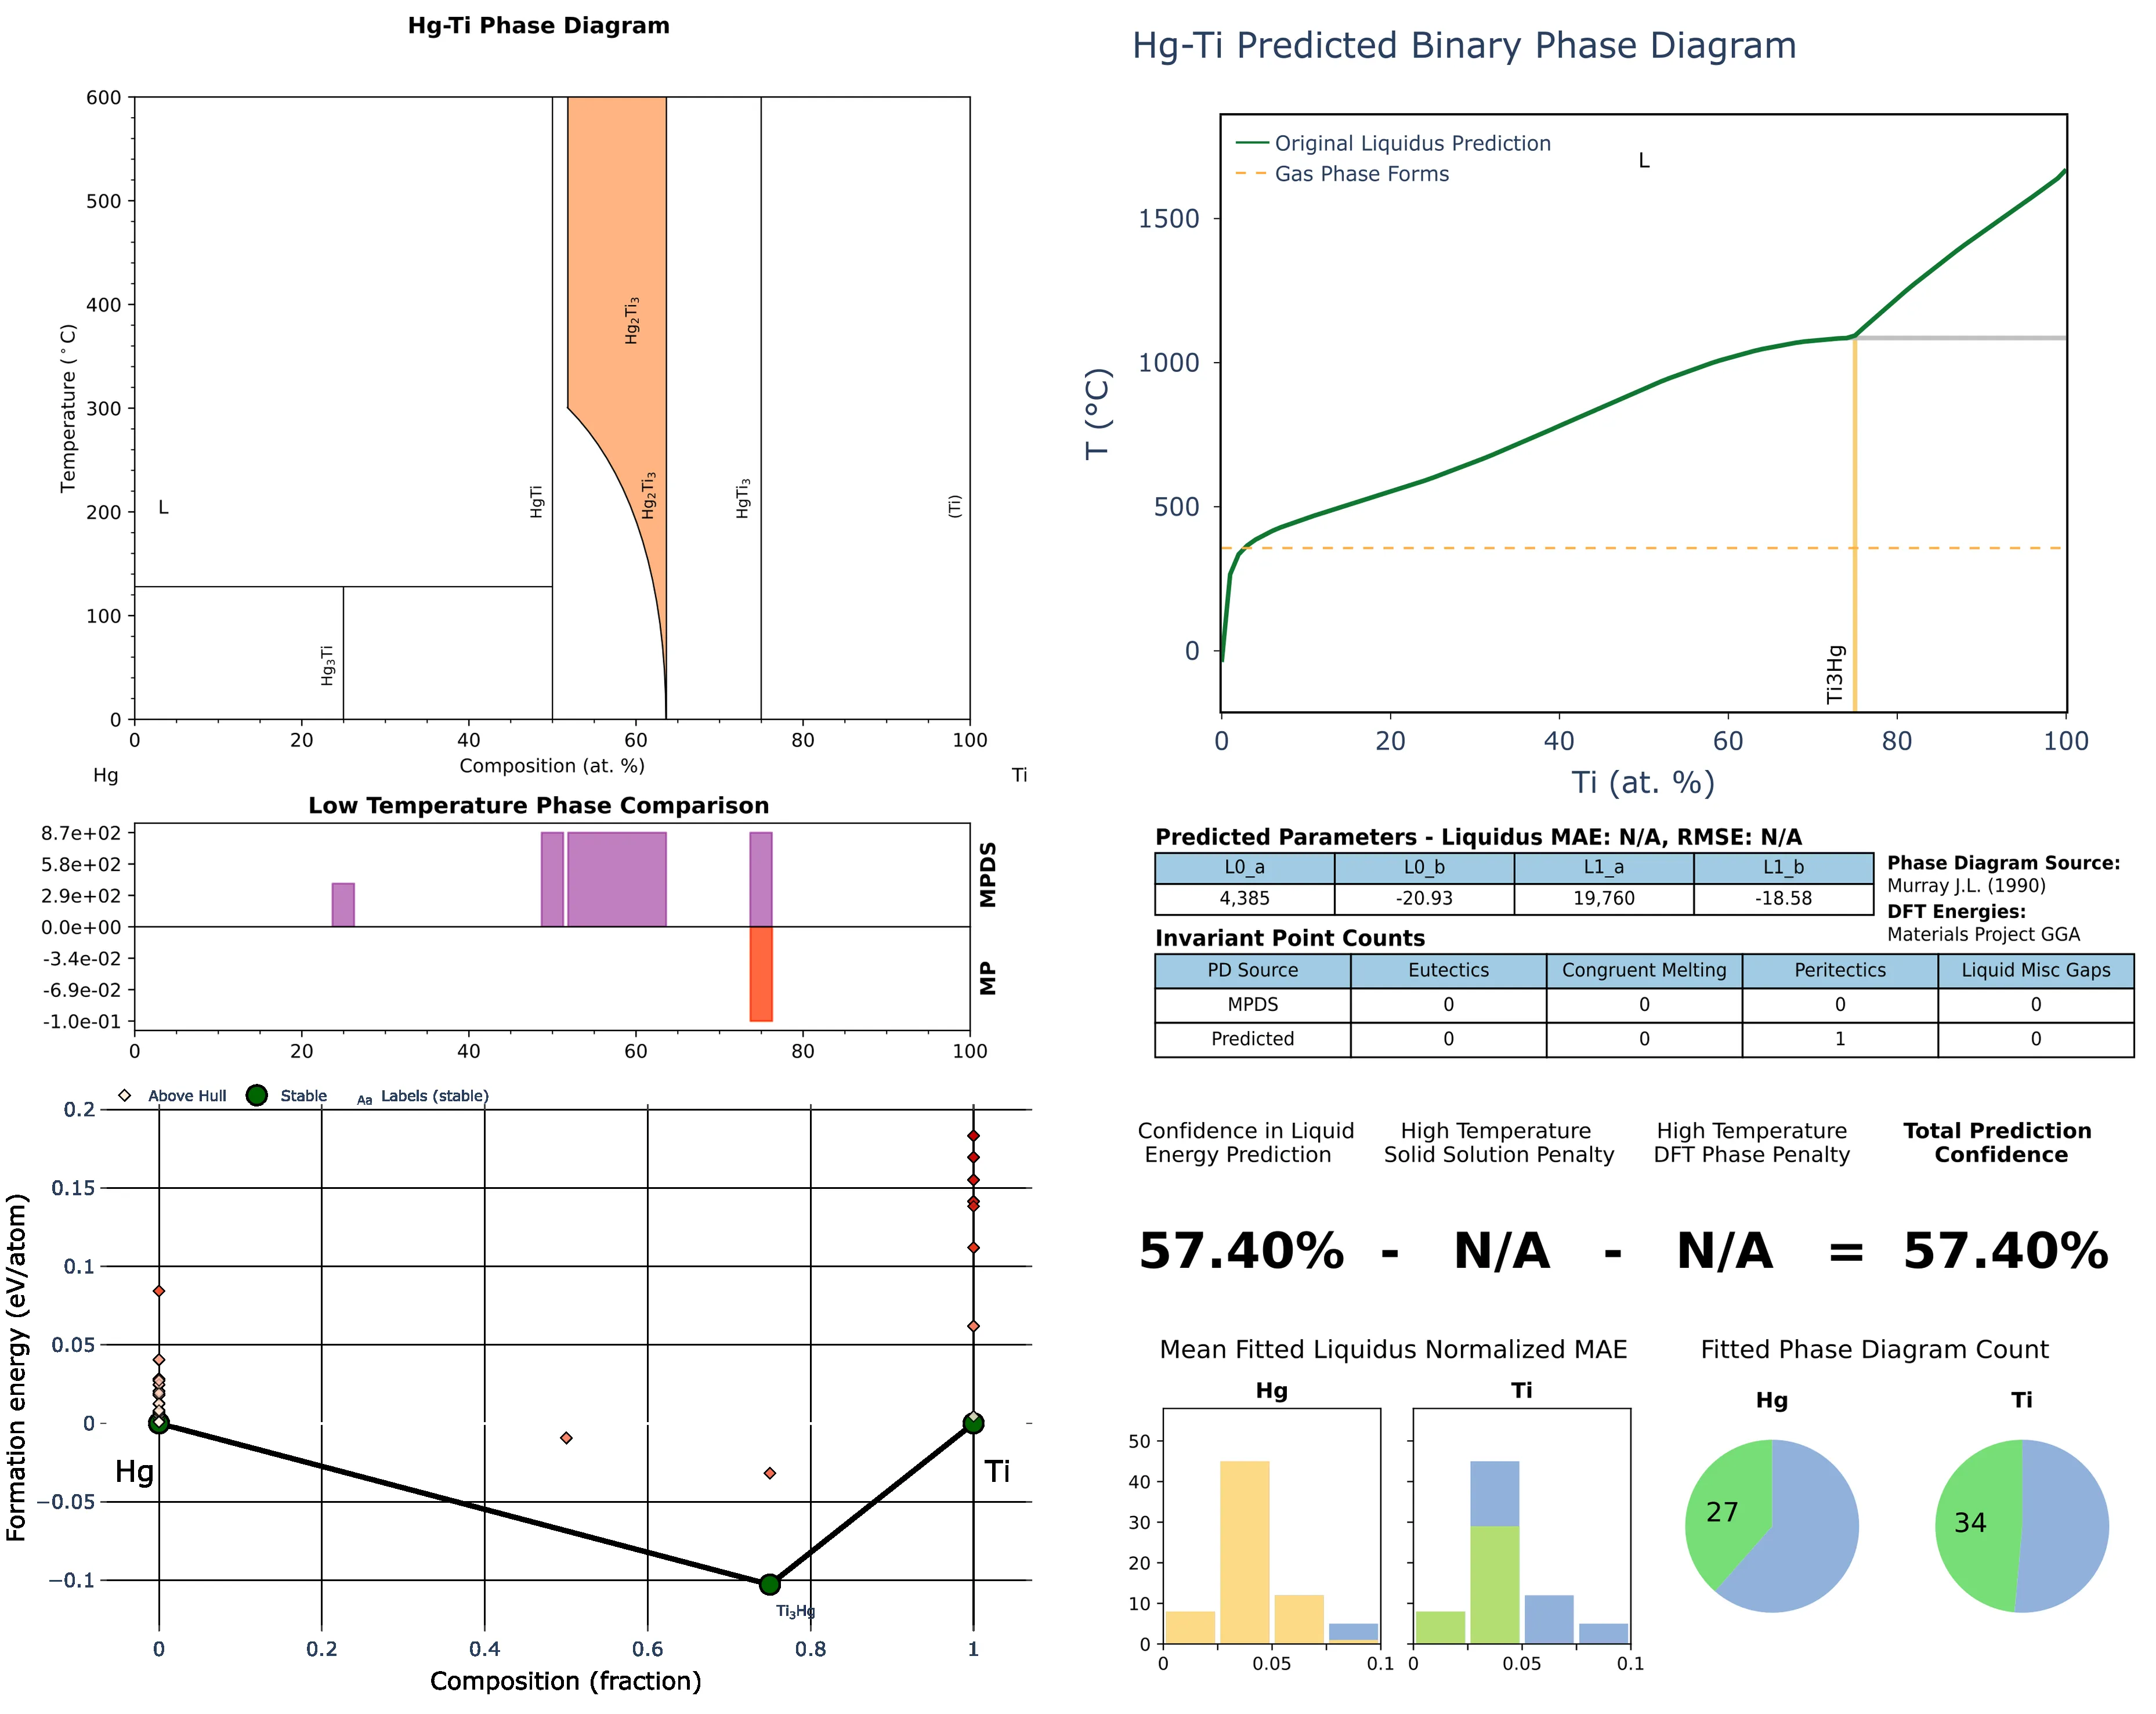 Hg-Ti Phase Diagram
600
500
400
300
200
100
0
Temperature (°C)
L
Hg₃Ti
HgTi
Hg₂Ti₃
Hg₂Ti₃
HgTi₃
(Ti)
0 20 40 60 80 100
Hg Composition (at. %) Ti
Low Temperature Phase Comparison
8.7e+02
5.8e+02
2.9e+02
0.0e+00
-3.4e-02
-6.9e-02
-1.0e-01
MPDS
MP
0 20 40 60 80 100
Above Hull Stable Aa Labels (stable)
0.2
0.15
0.1
0.05
0
−0.05
−0.1
Formation energy (eV/atom)
Hg
Ti
Ti₃Hg
0 0.2 0.4 0.6 0.8 1
Composition (fraction)
Hg-Ti Predicted Binary Phase Diagram
Original Liquidus Prediction
Gas Phase Forms
L
1500
1000
500
0
T (°C)
Ti3Hg
0 20 40 60 80 100
Ti (at. %)
Predicted Parameters - Liquidus MAE: N/A, RMSE: N/A
L0_a L0_b L1_a L1_b
4,385 -20.93 19,760 -18.58
Phase Diagram Source:
Murray J.L. (1990)
DFT Energies:
Materials Project GGA
Invariant Point Counts
PD Source Eutectics Congruent Melting Peritectics Liquid Misc Gaps
MPDS 0 0 0 0
Predicted 0 0 1 0
Confidence in Liquid
Energy Prediction
High Temperature
Solid Solution Penalty
High Temperature
DFT Phase Penalty
Total Prediction
Confidence
57.40% - N/A - N/A = 57.40%
Mean Fitted Liquidus Normalized MAE
Hg
Ti
50
40
30
20
10
0
0 0.05 0.1
0 0.05 0.1
Fitted Phase Diagram Count
Hg
Ti
27
34